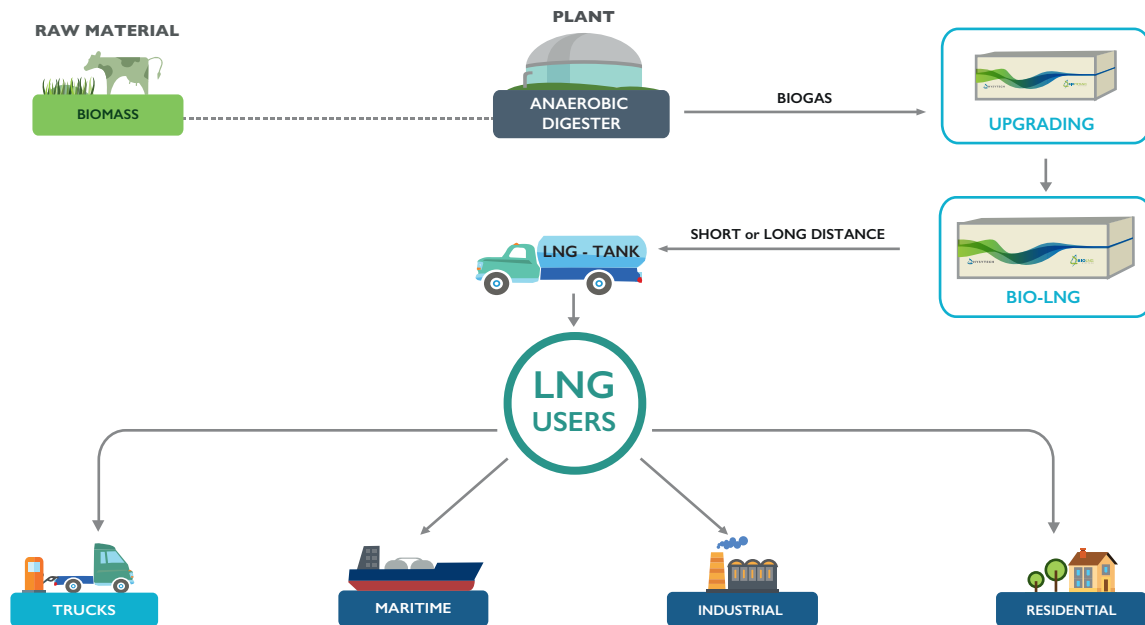 RAW MATERIAL
BIOMASS
PLANT
ANAEROBIC
DIGESTER
BIOGAS
UPGRADING
SHORT or LONG DISTANCE
LNG - TANK
BIO-LNG
LNG
USERS
TRUCKS
MARITIME
INDUSTRIAL
RESIDENTIAL